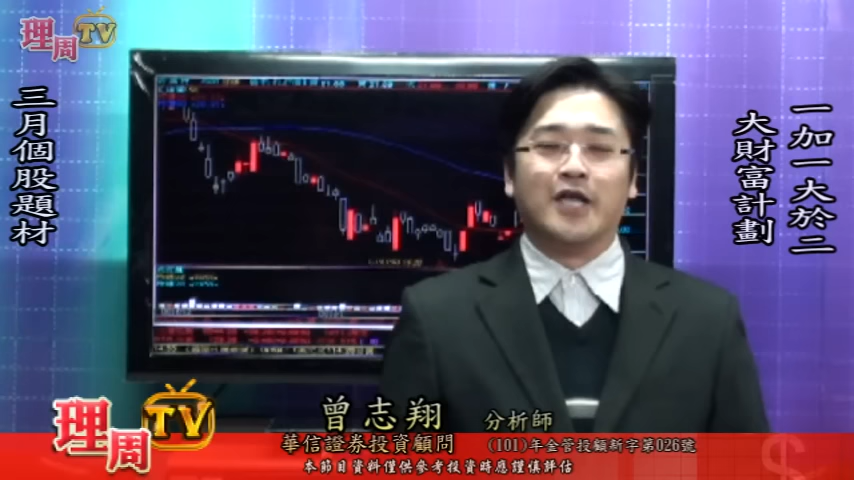 理周TV
三月個股題材
一加一大於二
大財富計劃
理周TV
曾志翔 分析師
華信證券投資顧問 (101)年金管投顧新字第026號
本節目資料僅供參考投資時應謹慎評估